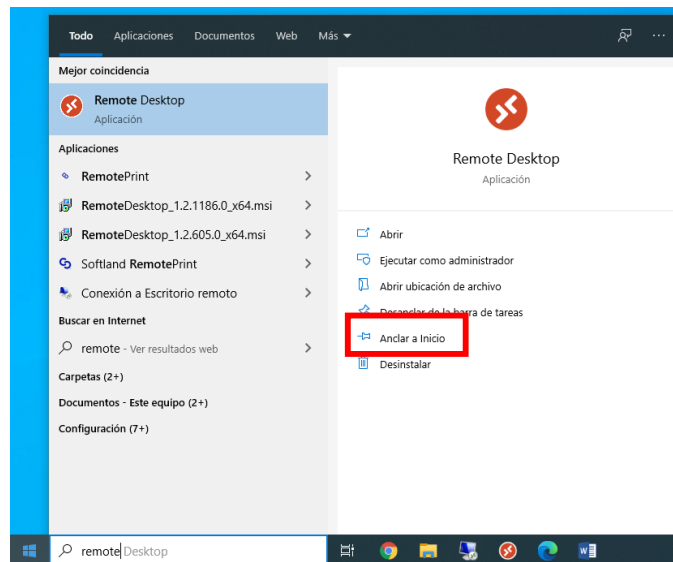 Todo Aplicaciones Documentos Web Más
Mejor coincidencia
Remote Desktop
Aplicación
Aplicaciones
RemotePrint
RemoteDesktop_1.2.1186.0_x64.msi
RemoteDesktop_1.2.605.0_x64.msi
Softland RemotePrint
Conexión a Escritorio remoto
Buscar en Internet
remote - Ver resultados web
Carpetas (2+)
Documentos - Este equipo (2+)
Configuración (7+)
Remote Desktop
Aplicación
Abrir
Ejecutar como administrador
Abrir ubicación de archivo
Desanclar de la barra de tareas
Anclar a Inicio
Desinstalar
remote Desktop